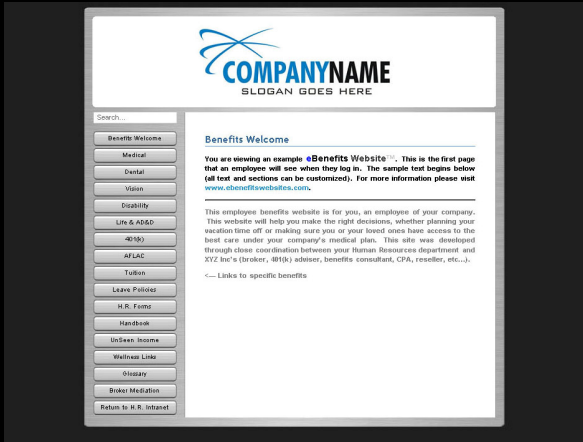 COMPANYNAME
SLOGAN GOES HERE
Search...
Benefits Welcome
Medical
Dental
Vision
Disability
Life & AD&D
401(k)
AFLAC
Tuition
Leave Policies
H.R. Forms
Handbook
UnSeen Income
Wellness Links
Glossary
Broker Mediation
Return to H.R. Intranet
Benefits Welcome
You are viewing an example eBenefits Website™. This is the first page
that an employee will see when they log in. The sample text begins below
(all text and sections can be customized). For more information please visit
www.ebenefitswebsites.com.
This employee benefits website is for you, an employee of your company.
This website will help you make the right decisions, whether planning your
vacation time off or making sure you or your loved ones have access to the
best care under your company's medical plan. This site was developed
through close coordination between your Human Resources department and
XYZ Inc's (broker, 401(k) adviser, benefits consultant, CPA, reseller, etc...).
<--- Links to specific benefits